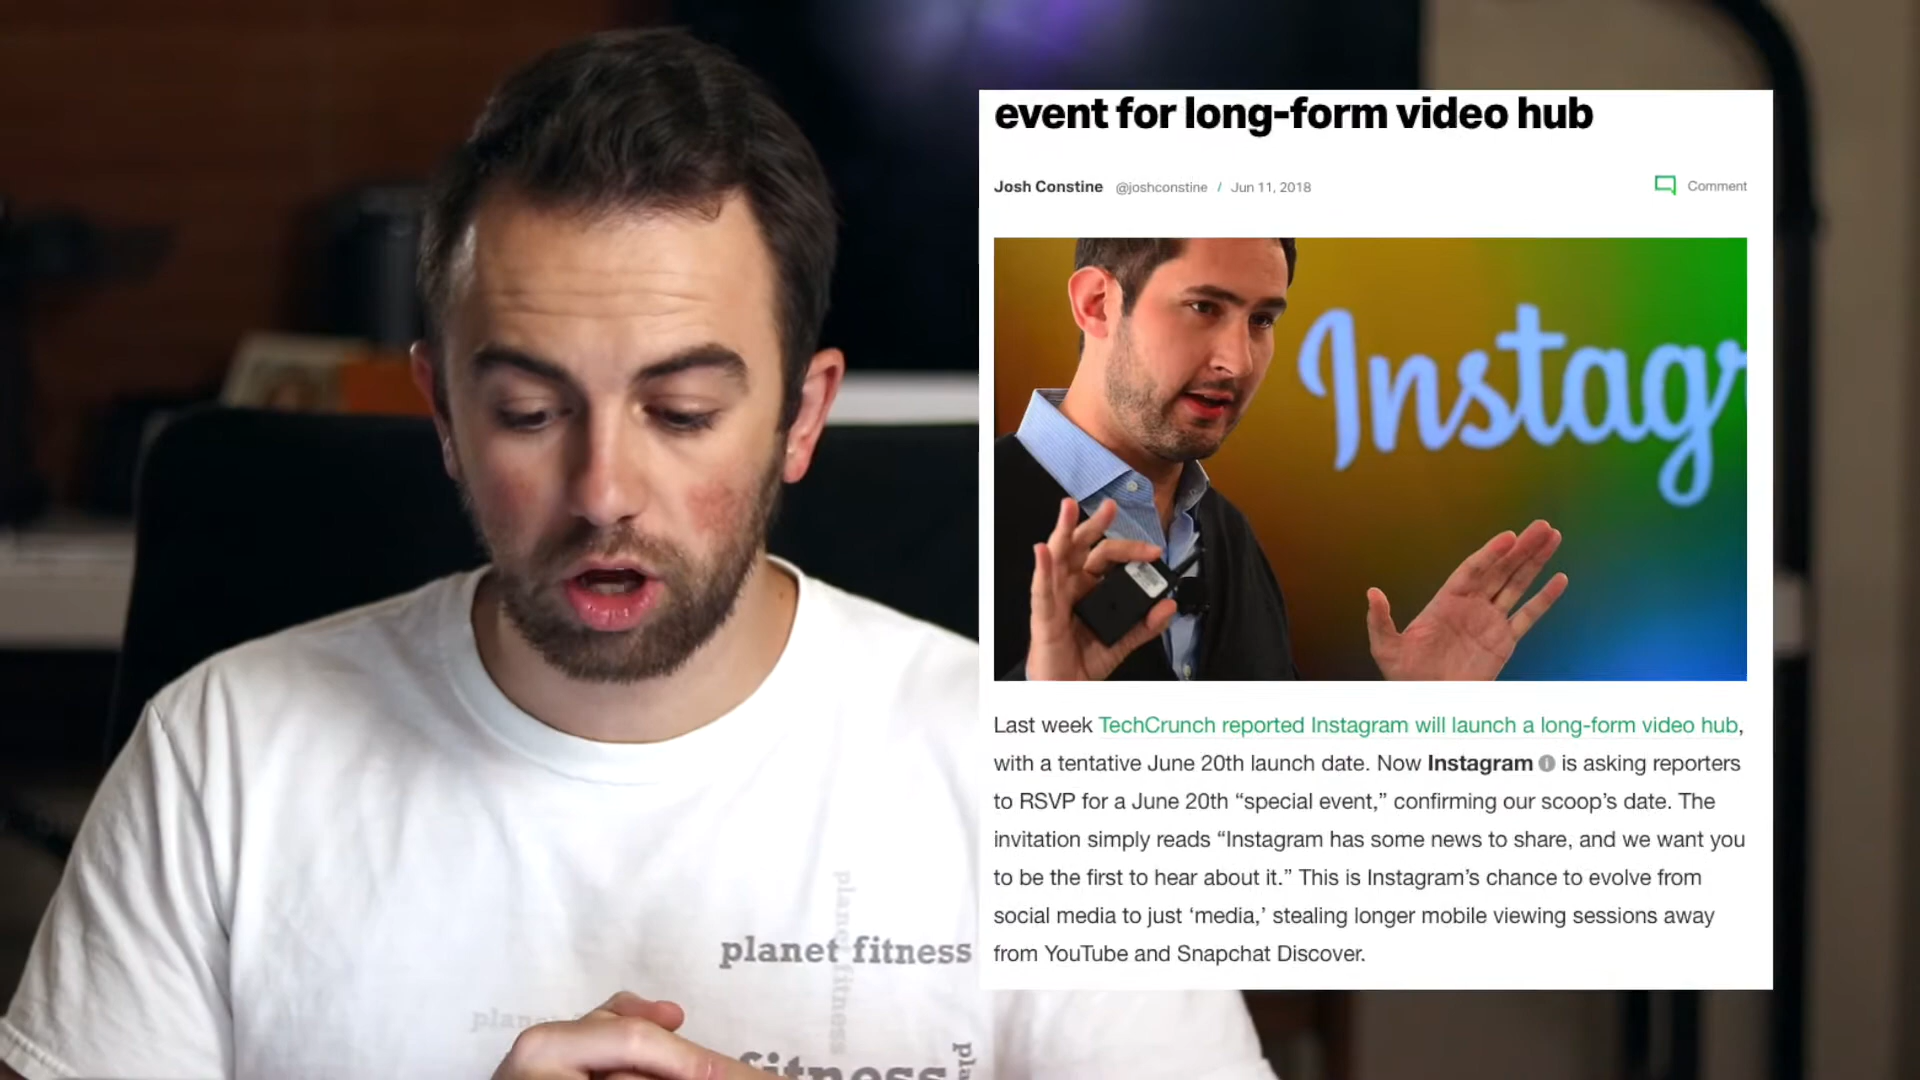 event for long-form video hub
Josh Constine @joshconstine / Jun 11, 2018
Comment
Instagr
Last week TechCrunch reported Instagram will launch a long-form video hub,
with a tentative June 20th launch date. Now Instagram is asking reporters
to RSVP for a June 20th “special event,” confirming our scoop’s date. The
invitation simply reads “Instagram has some news to share, and we want you
to be the first to hear about it.” This is Instagram’s chance to evolve from
social media to just ‘media,’ stealing longer mobile viewing sessions away
from YouTube and Snapchat Discover.
planet fitness
planet fitness
fitness